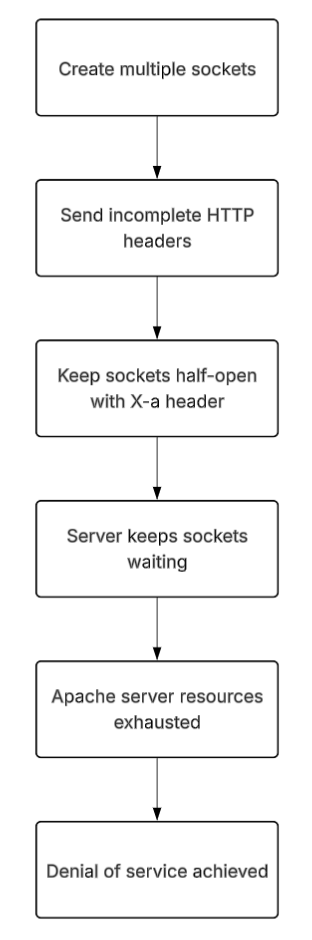 Create multiple sockets
Send incomplete HTTP
headers
Keep sockets half-open
with X-a header
Server keeps sockets
waiting
Apache server resources
exhausted
Denial of service achieved